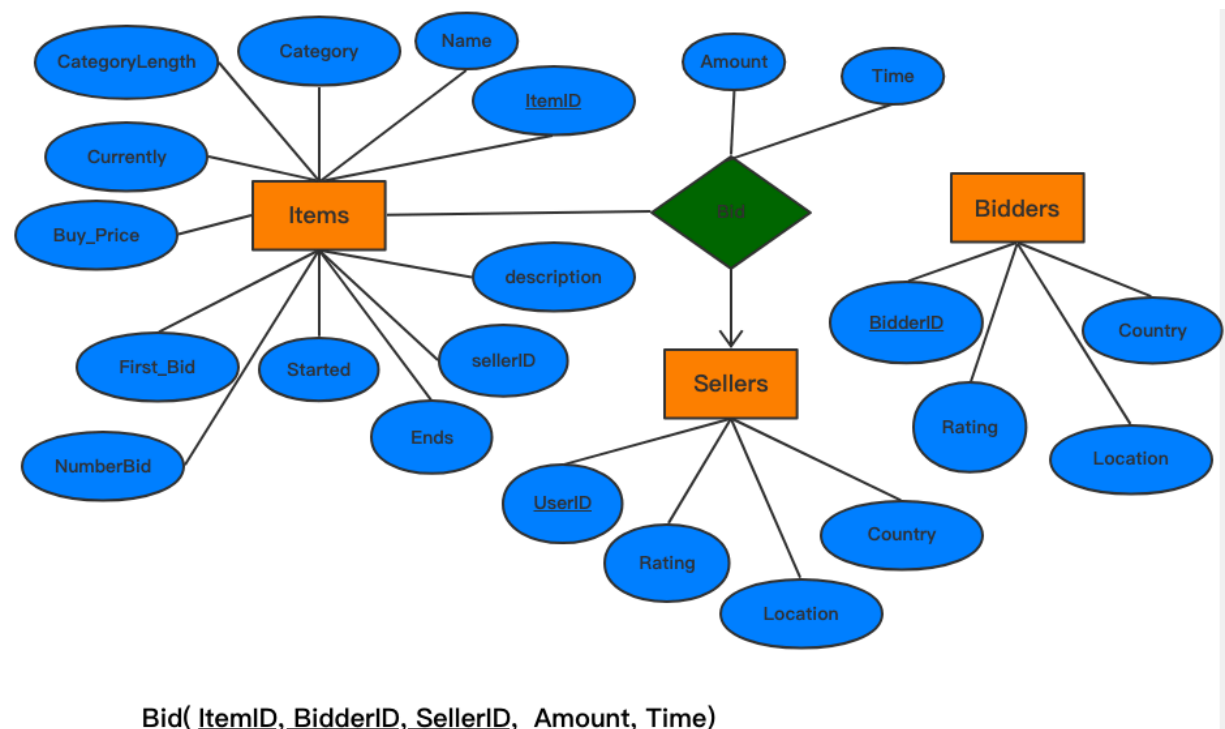 CategoryLength
Category
Name
ItemID
Amount
Time
Currently
Buy_Price
Items
Bid
Bidders
description
BidderID
Country
First_Bid
Started
sellerID
Sellers
Ends
Rating
Location
NumberBid
UserID
Rating
Country
Location
Bid( ItemID, BidderID, SellerID, Amount, Time)